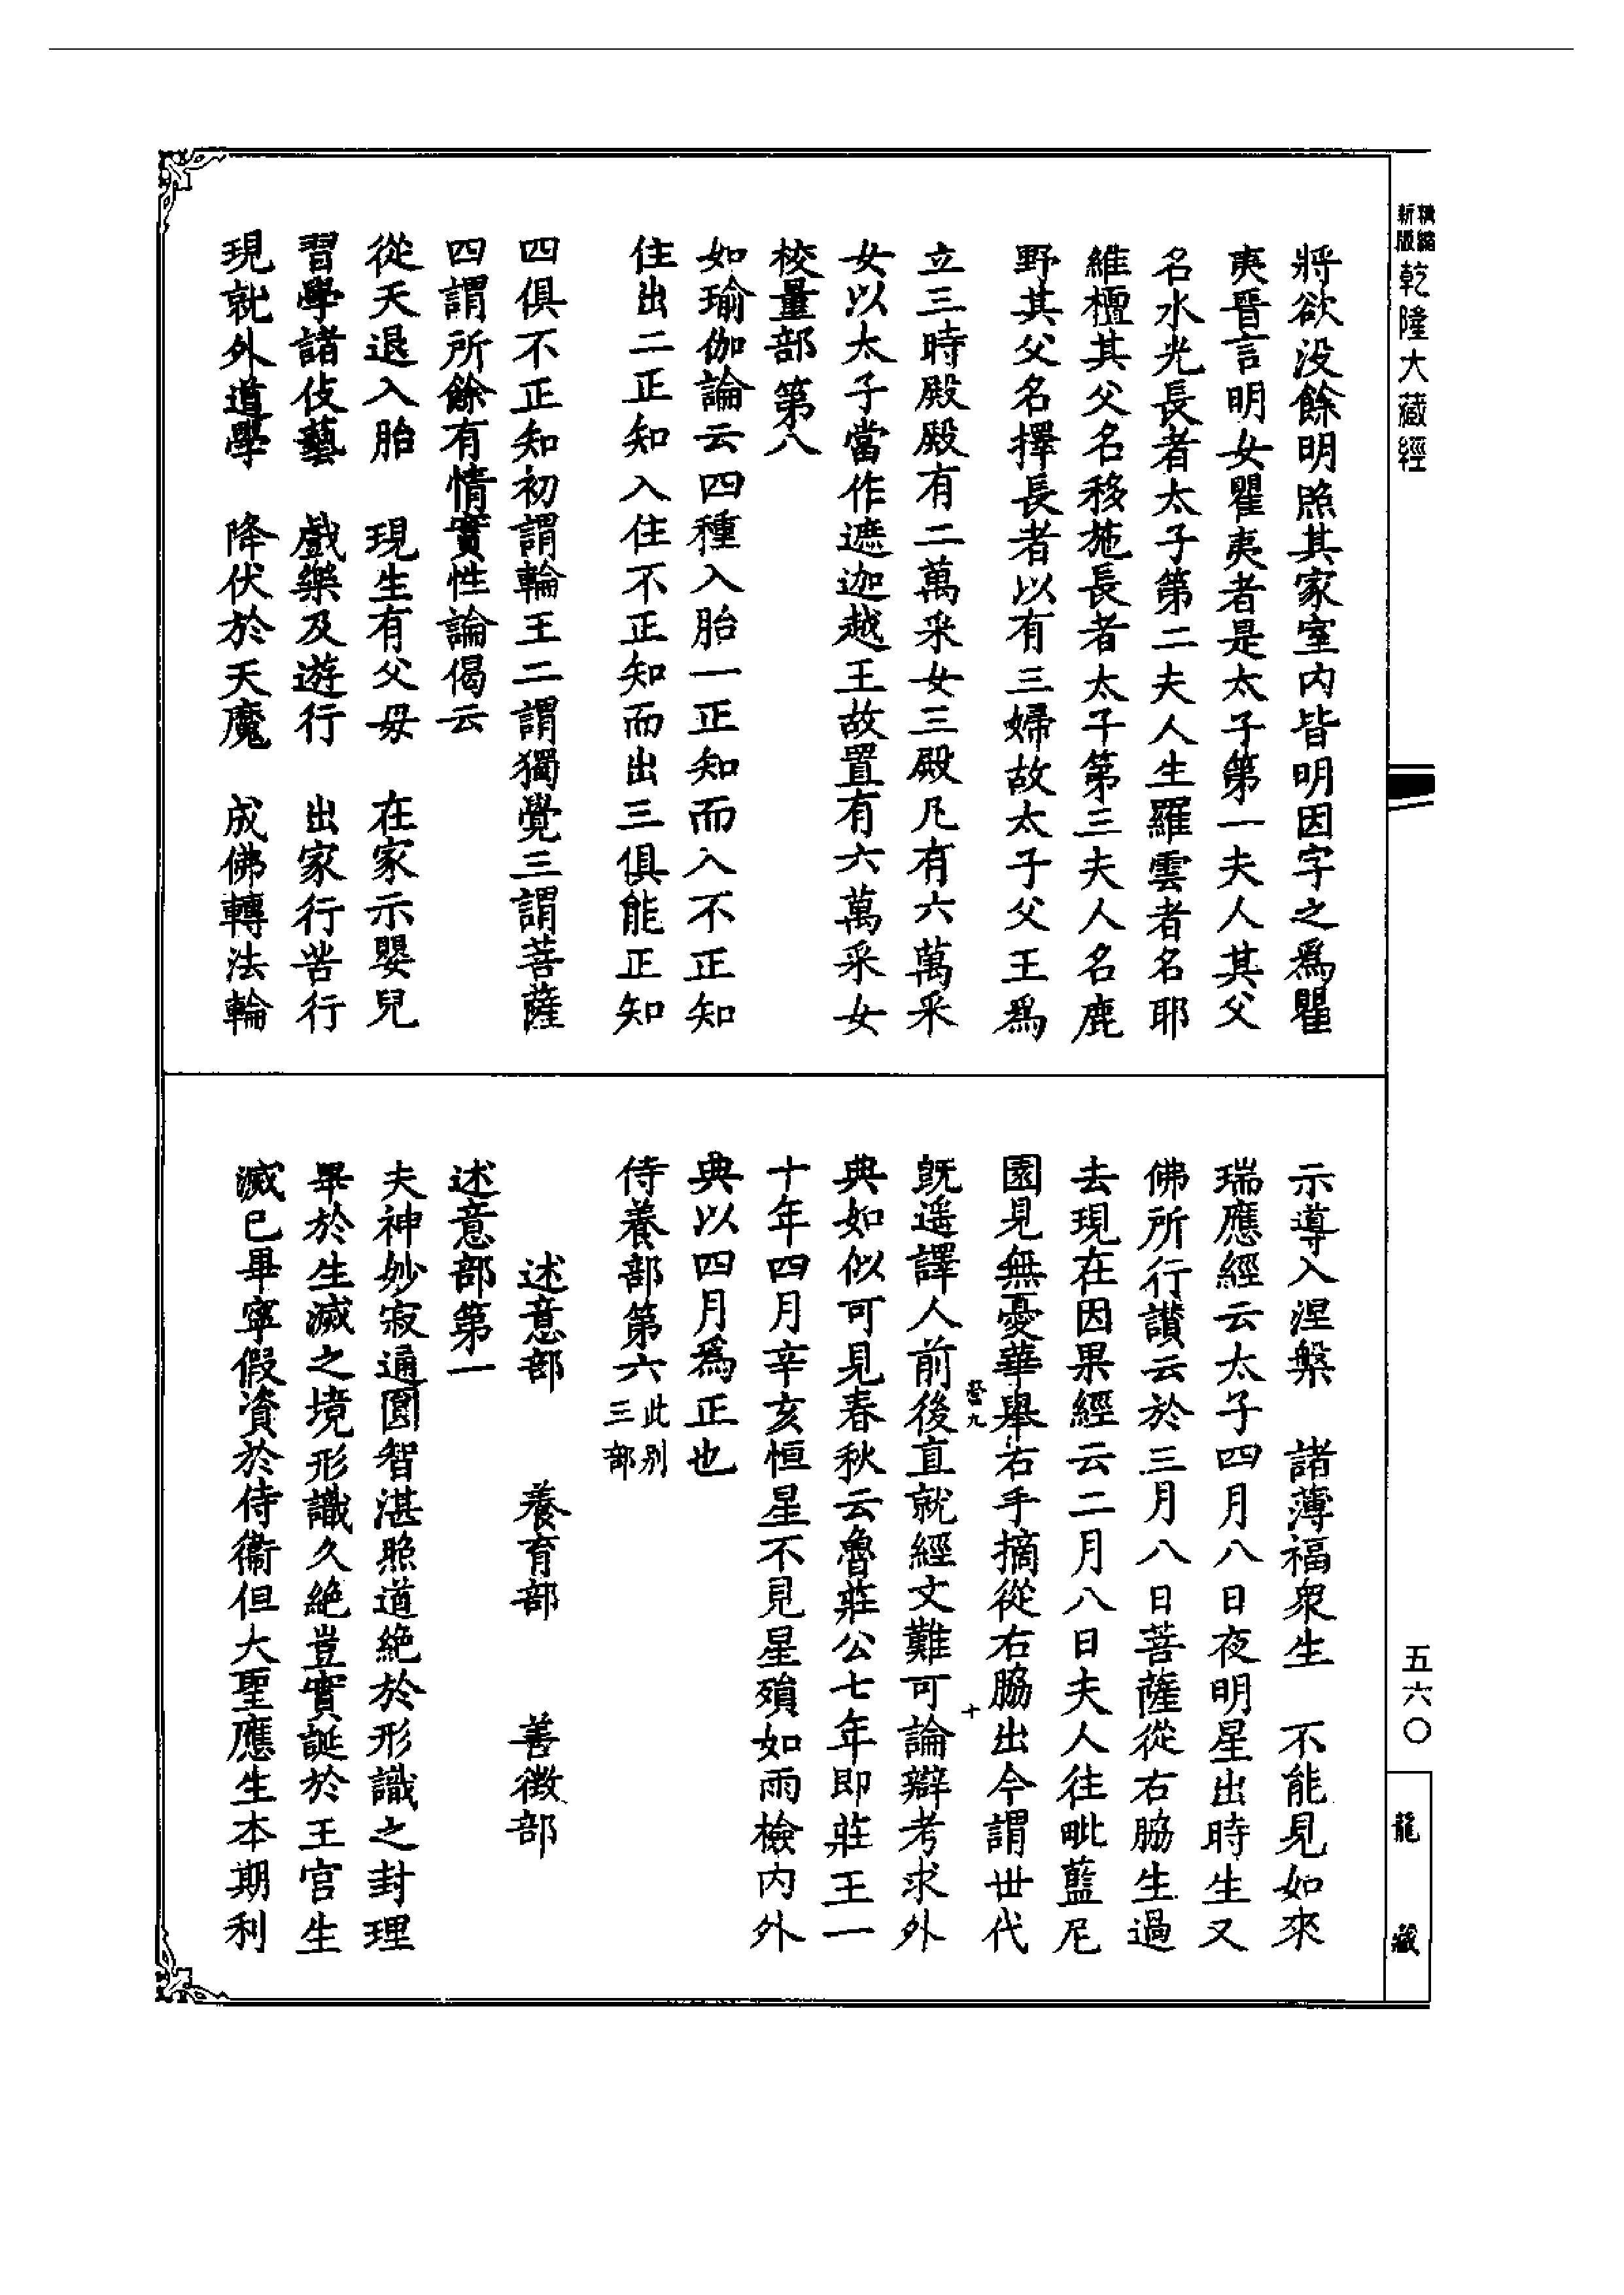 精縮新版乾隆大藏經
將欲没餘明照其家室内皆明因字之爲瞿
夷晋言明女瞿夷者是太子第一夫人其父
名水光長者太子第二夫人生羅雲者名耶
維檀其父名移施長者太子第三夫人名鹿
野其父名擇長者以有三婦故太子父王爲
立三時殿殿有二萬采女三殿凡有六萬采
女以太子當作遮迦越王故置有六萬采女
校量部第八
如瑜伽論云四種入胎一正知而入不正知
住出二正知入住不正知而出三俱能正知
四俱不正知初謂輪王二謂獨覺三謂菩薩
四謂所餘有情實性論偈云
從天退入胎　現生有父母　在家示嬰兒
習學諸伎藝　戲樂及遊行　出家行苦行
現就外道學　降伏於天魔　成佛轉法輪
示導入涅槃　諸薄福衆生　不能見如來
瑞應經云太子四月八日夜明星出時生又
佛所行讃云於三月八日菩薩從右脇生過
去現在因果經云二月八日夫人往毗藍尼
園見無憂華舉右手摘從右脇出今謂世代
既遥譯人前後直就經文難可論辯考求外
典如似可見春秋云魯莊公七年即莊王一
十年四月辛亥恒星不見星殞如雨檢内外
典以四月爲正也
侍養部第六此别三部
述意部　養育部　善徵部
述意部第一
夫神妙寂通圓智湛照道絶於形識之封理
畢於生滅之境形識久絶豈實誕於王宫生
滅巳畢寧假資於侍衞但大聖應生本期利
五六〇
龍藏